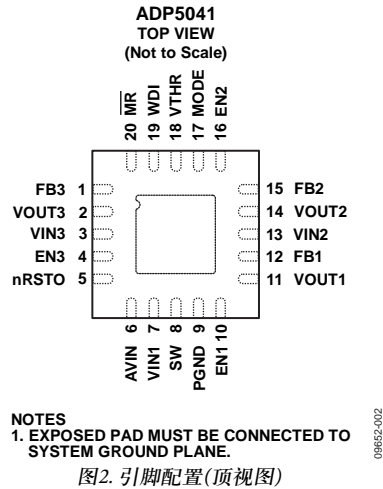 ADP5041
TOP VIEW
(Not to Scale)
20 MR
19 WDI
18 VTHR
17 MODE
16 EN2
FB3 1
VOUT3 2
VIN3 3
EN3 4
nRSTO 5
15 FB2
14 VOUT2
13 VIN2
12 FB1
11 VOUT1
AVIN 6
VIN1 7
SW 8
PGND 9
EN1 10
NOTES
1. EXPOSED PAD MUST BE CONNECTED TO
SYSTEM GROUND PLANE.
09652-002
图2. 引脚配置(顶视图)